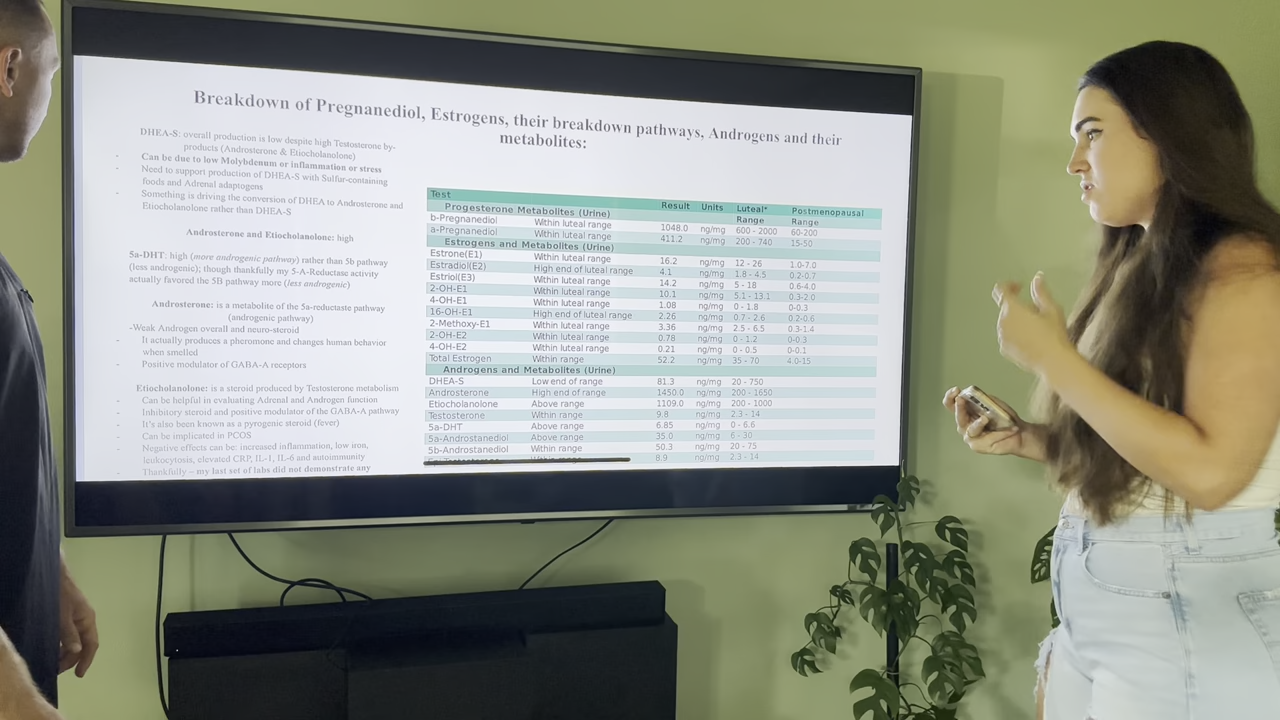 Breakdown of Pregnanediol, Estrogens, their breakdown pathways, Androgens and their
metabolites:
DHEA-S: overall production is low despite high Testosterone by-
products (Androsterone & Etiocholanolone)
- Can be due to low Molybdenum or inflammation or stress
- Need to support production of DHEA-S with Sulfur-containing
foods and Adrenal adaptogens
- Something is driving the conversion of DHEA to Androsterone and
Etiocholanolone rather than DHEA-S
Androsterone and Etiocholanolone: high
5a-DHT: high (more androgenic pathway) rather than 5b pathway
(less androgenic); though thankfully my 5-A-Reductase activity
actually favored the 5B pathway more (less androgenic)
Androsterone: is a metabolite of the 5a-reductase pathway
(androgenic pathway)
-Weak Androgen overall and neuro-steroid
- It actually produces a pheromone and changes human behavior
when smelled
- Positive modulator of GABA-A receptors
Etiocholanolone: is a steroid produced by Testosterone metabolism
- Can be helpful in evaluating Adrenal and Androgen function
- Inhibitory steroid and positive modulator of the GABA-A pathway
- It's also been known as a pyrogenic steroid (fever)
- Can be implicated in PCOS
- Negative effects can be: increased inflammation, low iron,
leukocytosis, elevated CRP, IL-1, IL-6 and autoimmunity
- Thankfully – my last set of labs did not demonstrate any
Test Result Units Luteal* Range Postmenopausal Range
Progesterone Metabolites (Urine)
b-Pregnanediol Within luteal range 1048.0 ng/mg 600 - 2000 60-200
a-Pregnanediol Within luteal range 411.2 ng/mg 200 - 740 15-50
Estrogens and Metabolites (Urine)
Estrone(E1) Within luteal range 16.2 ng/mg 12 - 26 1.0-7.0
Estradiol(E2) High end of luteal range 4.1 ng/mg 1.8 - 4.5 0.2-0.7
Estriol(E3) Within luteal range 14.2 ng/mg 5 - 18 0.6-4.0
2-OH-E1 Within luteal range 10.1 ng/mg 5.1 - 13.1 0.3-2.0
4-OH-E1 Within luteal range 1.08 ng/mg 0 - 1.8 0-0.3
16-OH-E1 High end of luteal range 2.26 ng/mg 0.7 - 2.6 0.2-0.6
2-Methoxy-E1 Within luteal range 3.36 ng/mg 2.5 - 6.5 0.3-1.4
2-OH-E2 Within luteal range 0.78 ng/mg 0 - 1.2 0-0.3
4-OH-E2 Within luteal range 0.21 ng/mg 0 - 0.5 0-0.1
Total Estrogen Within range 52.2 ng/mg 35 - 70 4.0-15
Androgens and Metabolites (Urine)
DHEA-S Low end of range 81.3 ng/mg 20 - 750
Androsterone High end of range 1450.0 ng/mg 200 - 1650
Etiocholanolone Above range 1109.0 ng/mg 200 - 1000
Testosterone Within range 9.8 ng/mg 2.3 - 14
5a-DHT Above range 6.85 ng/mg 0 - 6.6
5a-Androstanediol Above range 35.0 ng/mg 6 - 30
5b-Androstanediol Within range 50.3 ng/mg 20 - 75
Within range 8.9 ng/mg 2.3 - 14